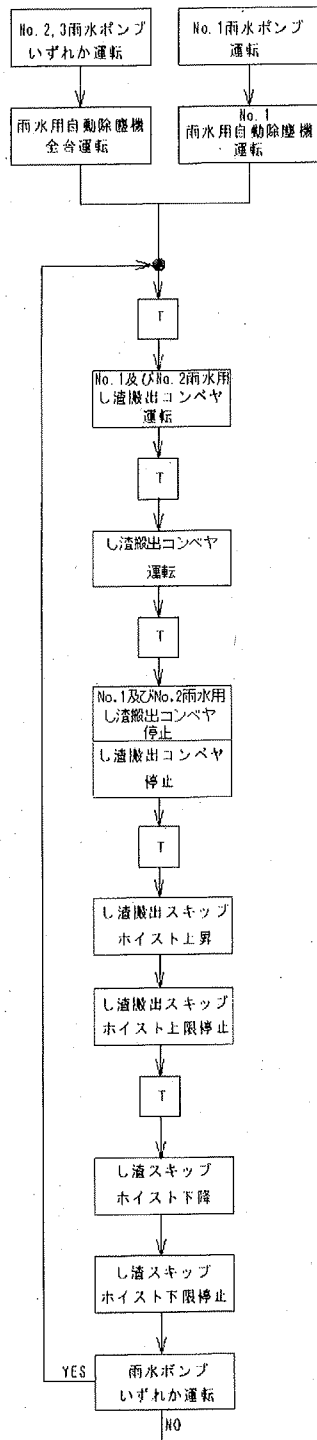 No.2,3雨水ポンプ
いずれか運転
No.1雨水ポンプ
運転
雨水用自動除塵機
全台運転
No.1
雨水用自動除塵機
運転
T
No.1及びNo.2雨水用
し渣搬出コンベヤ
運転
T
し渣搬出コンベヤ
運転
T
No.1及びNo.2雨水用
し渣搬出コンベヤ
停止
し渣搬出コンベヤ
停止
T
し渣搬出スキップ
ホイスト上昇
し渣搬出スキップ
ホイスト上限停止
T
し渣スキップ
ホイスト下降
し渣スキップ
ホイスト下限停止
YES
雨水ポンプ
いずれか運転
NO